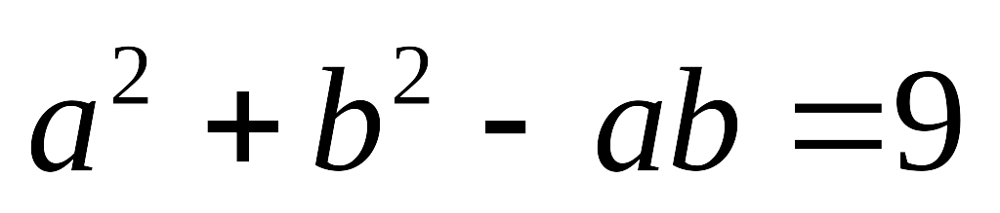 a² + b² - ab = 9